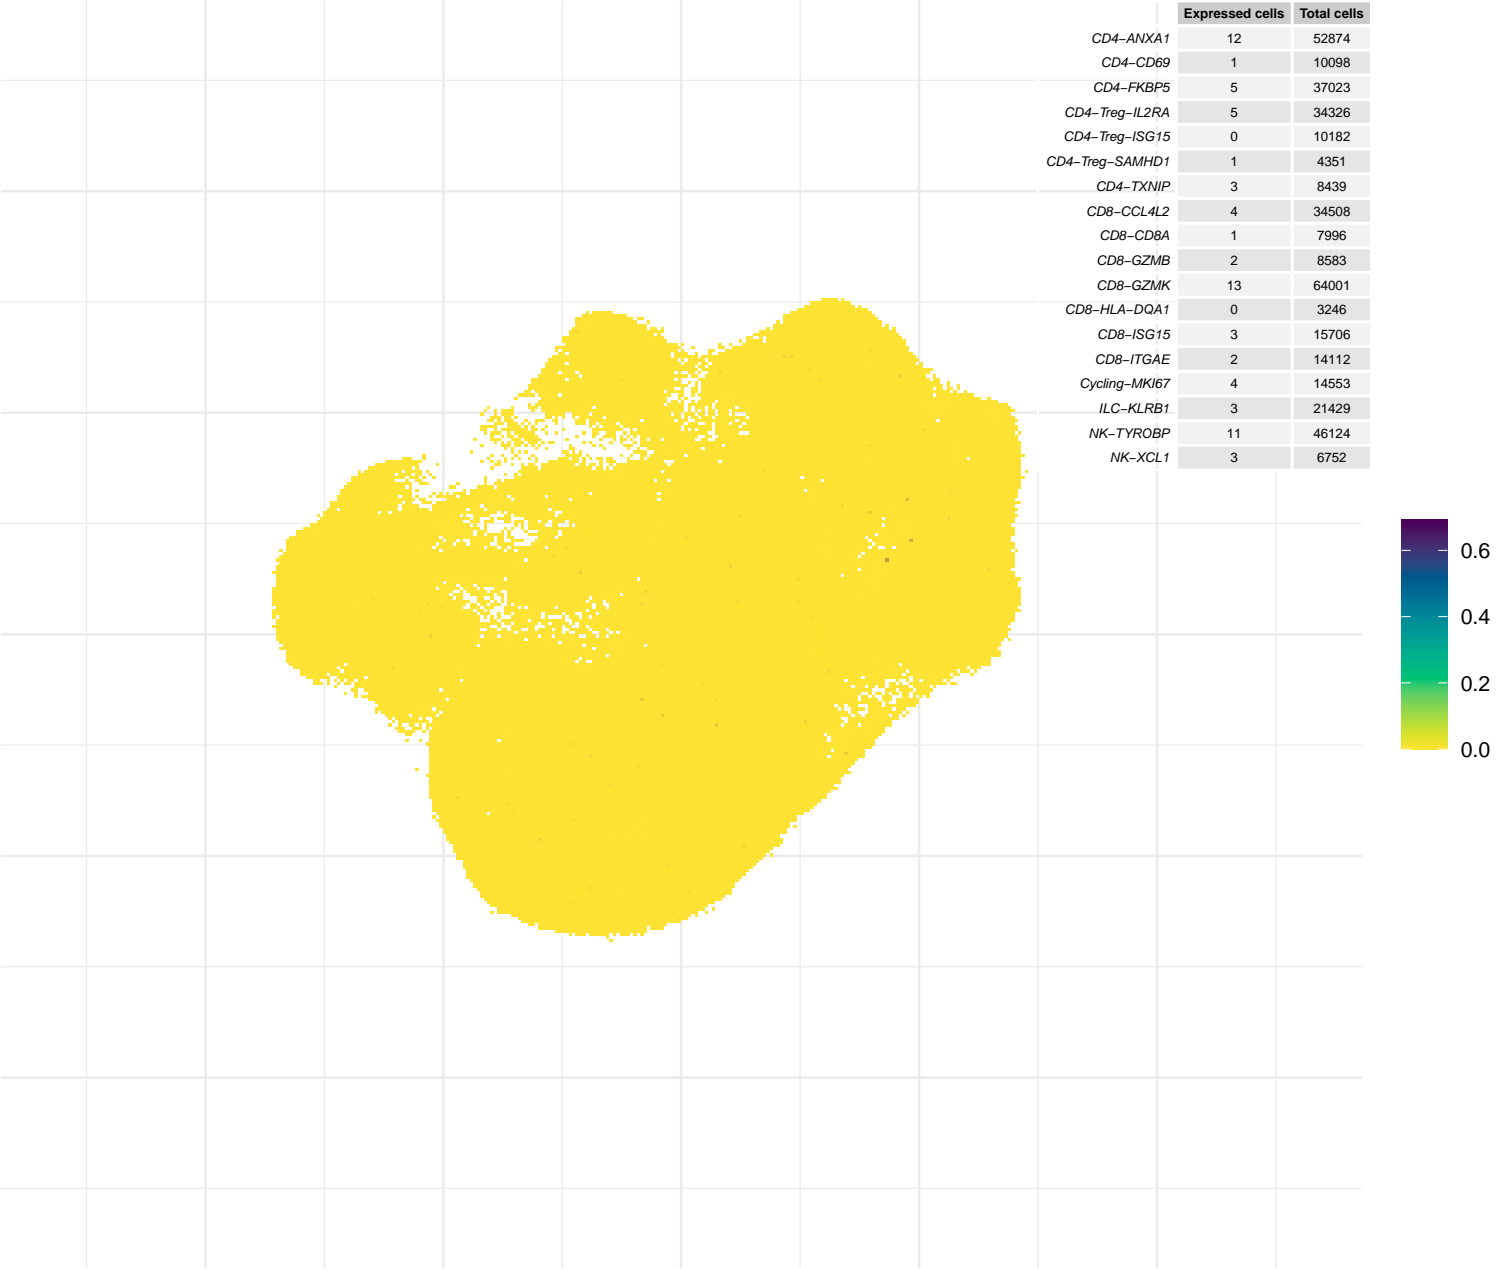 Expressed cells Total cells
CD4−ANXA1 12 52874
CD4−CD69 1 10098
CD4−FKBP5 5 37023
CD4−Treg−IL2RA 5 34326
CD4−Treg−ISG15 0 10182
CD4−Treg−SAMHD1 1 4351
CD4−TXNIP 3 8439
CD8−CCL4L2 4 34508
CD8−CD8A 1 7996
CD8−GZMB 2 8583
CD8−GZMK 13 64001
CD8−HLA−DQA1 0 3246
CD8−ISG15 3 15706
CD8−ITGAE 2 14112
Cycling−MKI67 4 14553
ILC−KLRB1 3 21429
NK−TYROBP 11 46124
NK−XCL1 3 6752
0.6
0.4
0.2
0.0